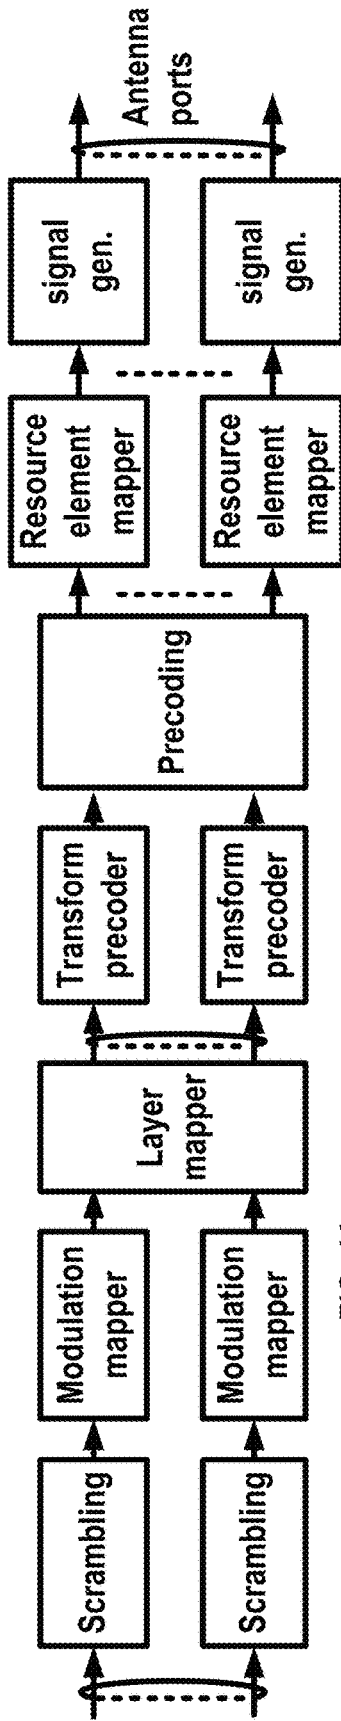 Scrambling
Scrambling
Modulation
mapper
Modulation
mapper
Layer
mapper
Transform
precoder
Transform
precoder
Precoding
Resource
element
mapper
Resource
element
mapper
signal
gen.
signal
gen.
Antenna
ports